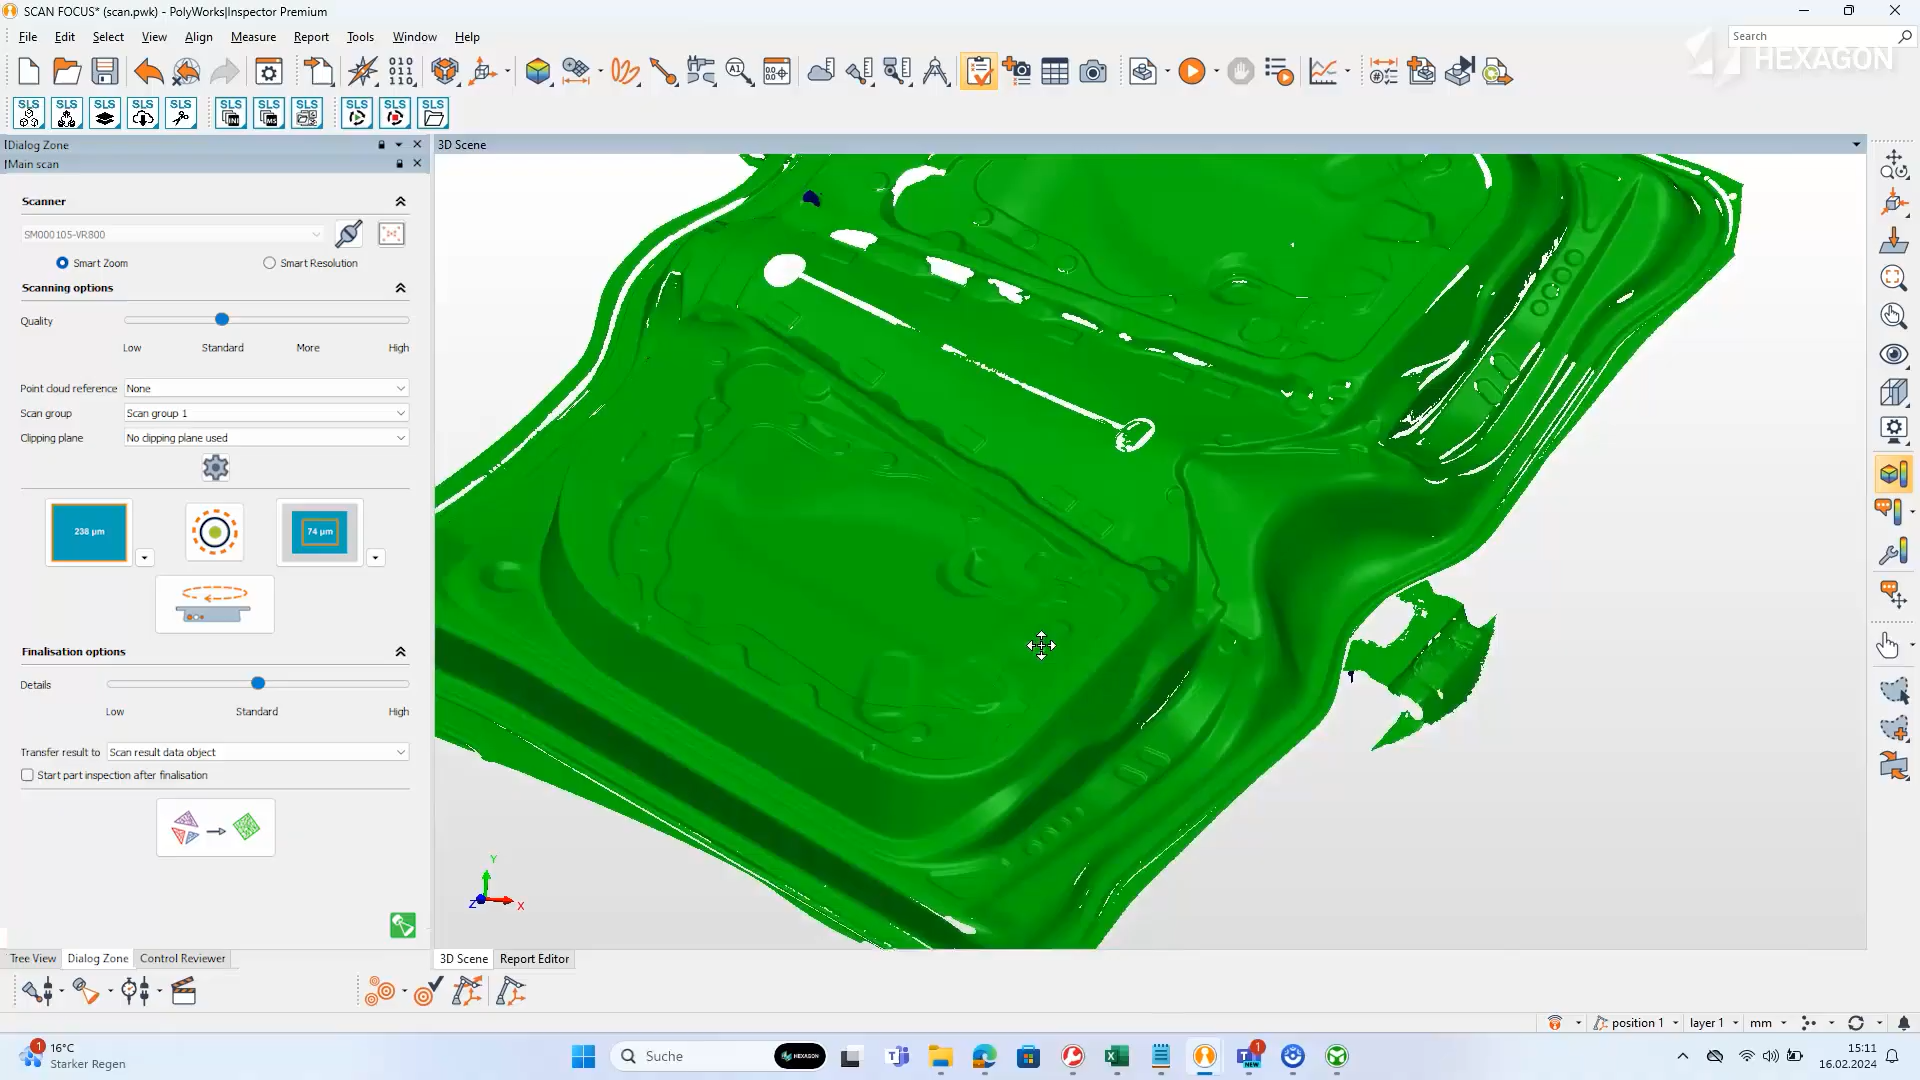 SCAN FOCUS* (scan.pwk) - PolyWorks|Inspector Premium
File Edit Select View Align Measure Report Tools Window Help
Search
HEXAGON
SLS SLS SLS SLS SLS SLS SLS SLS SLS SLS SLS
Dialog Zone
3D Scene
Main scan
Scanner
SM000105-VR800
Smart Zoom
Smart Resolution
Scanning options
Quality
Low Standard More High
Point cloud reference None
Scan group Scan group 1
Clipping plane No clipping plane used
238 µm
74 µm
Finalisation options
Details
Low Standard High
Transfer result to Scan result data object
Start part inspection after finalisation
Y
Z X
Tree View Dialog Zone Control Reviewer
3D Scene Report Editor
position 1 layer 1 mm
1
16°C
Starker Regen
Suche
HEXAGON
1
NEW
15:11
16.02.2024